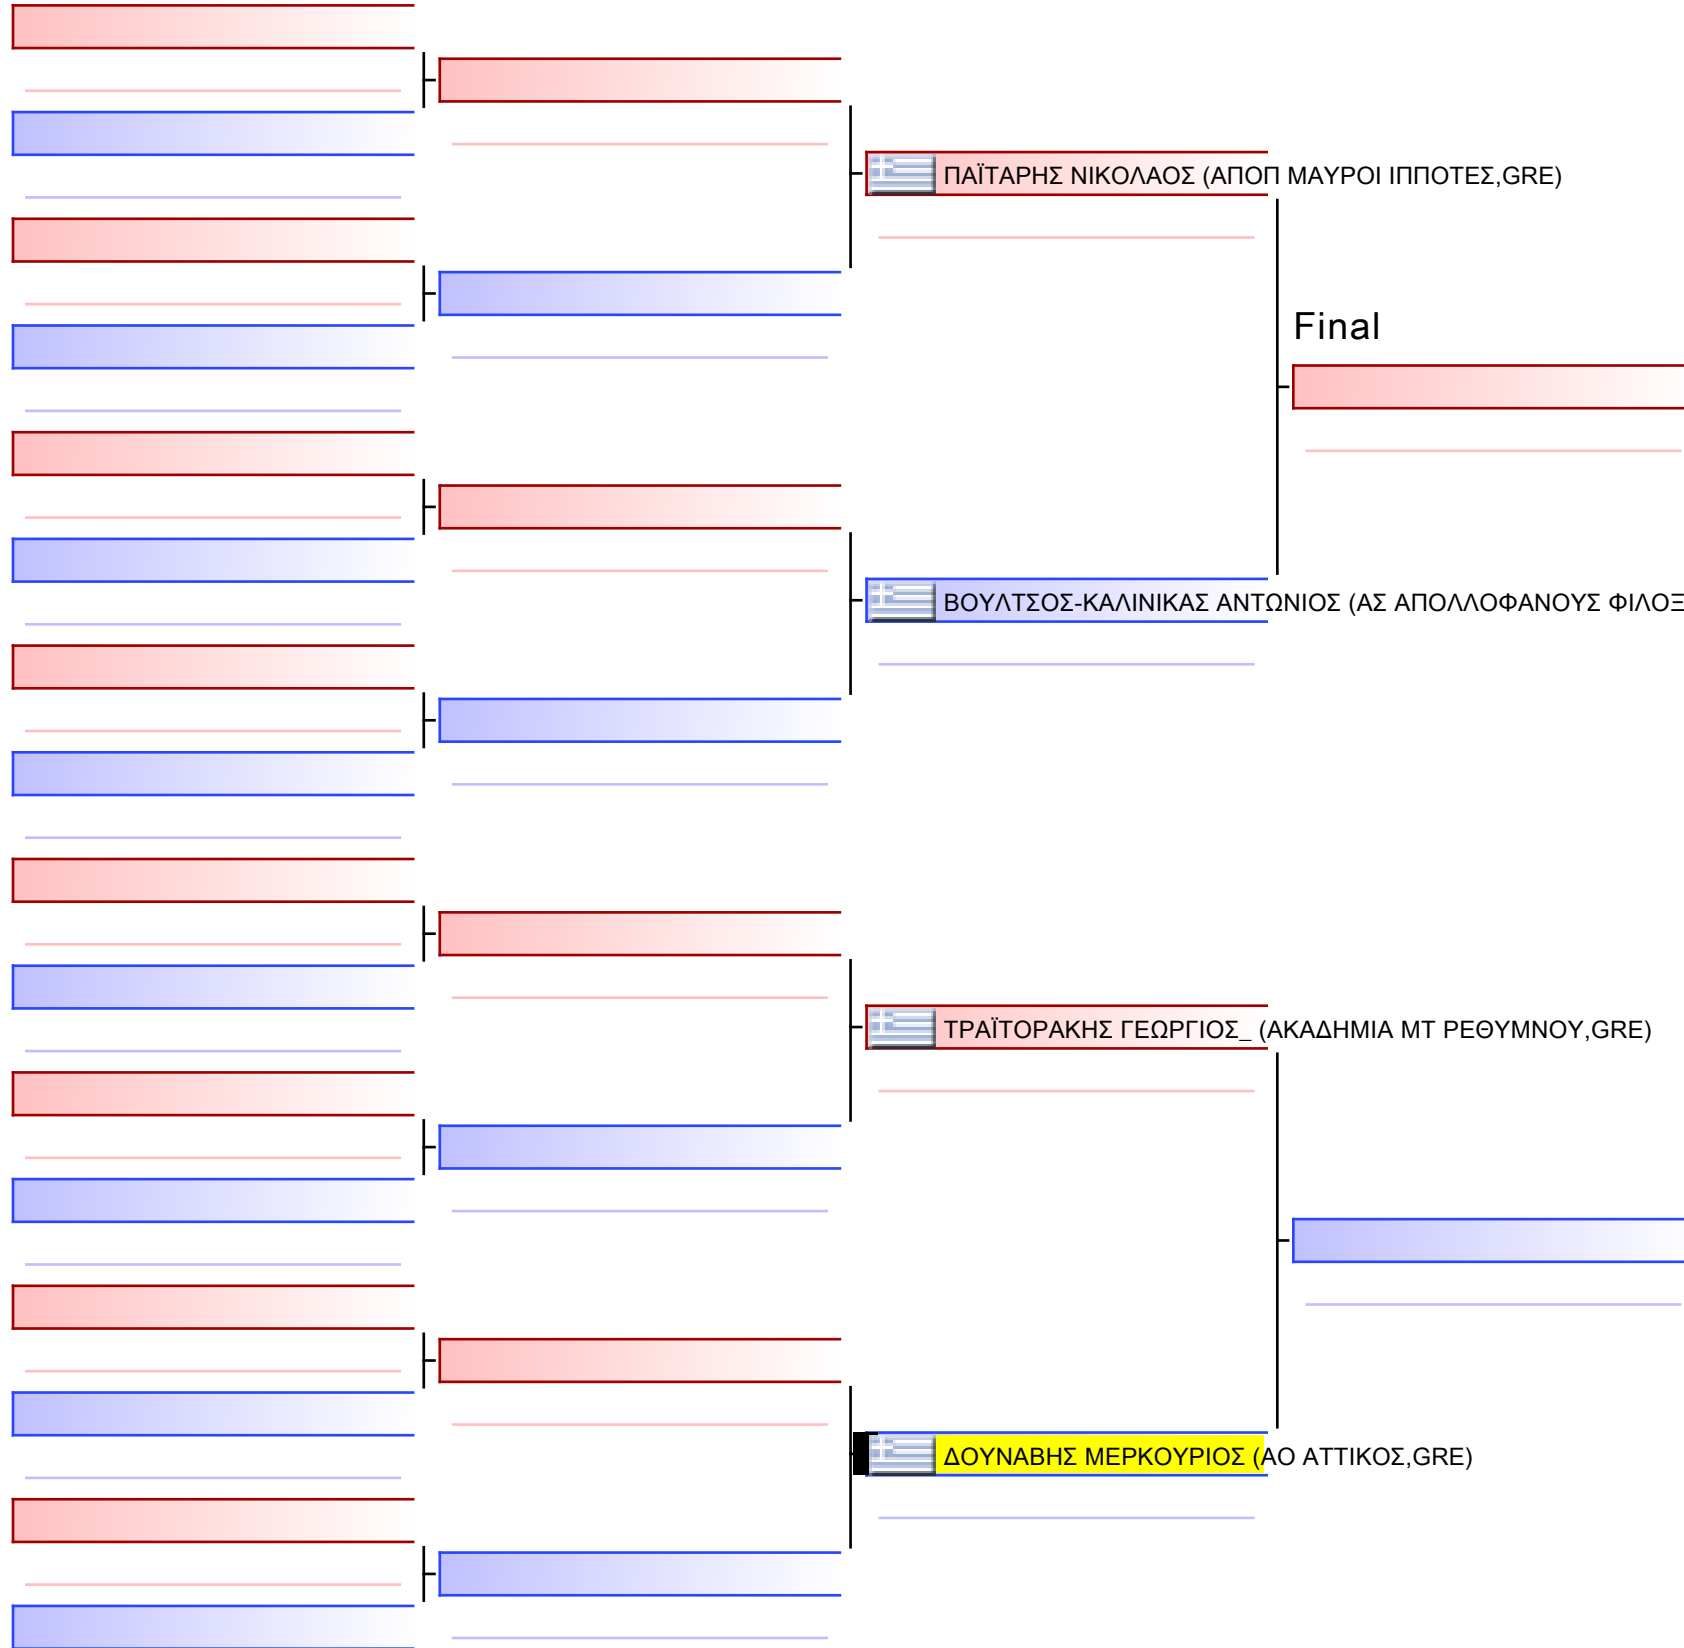 ΠΑΪΤΑΡΗΣ ΝΙΚΟΛΑΟΣ (ΑΠΟΠ ΜΑΥΡΟΙ ΙΠΠΟΤΕΣ,GRE)
Final
ΒΟΥΛΤΣΟΣ-ΚΑΛΙΝΙΚΑΣ ΑΝΤΩΝΙΟΣ (ΑΣ ΑΠΟΛΛΟΦΑΝΟΥΣ ΦΙΛΟΞ
ΤΡΑΪΤΟΡΑΚΗΣ ΓΕΩΡΓΙΟΣ_ (ΑΚΑΔΗΜΙΑ ΜΤ ΡΕΘΥΜΝΟΥ,GRE)
ΔΟΥΝΑΒΗΣ ΜΕΡΚΟΥΡΙΟΣ (ΑΟ ΑΤΤΙΚΟΣ,GRE)